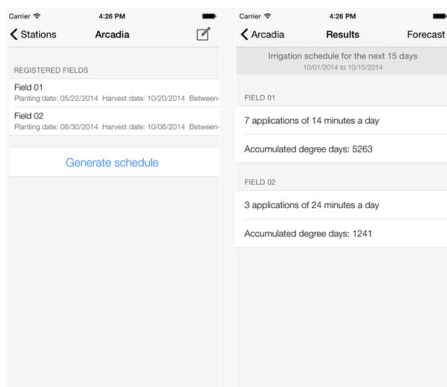 Carrier 4:26 PM
Stations Arcadia
REGISTERED FIELDS
Field 01
Planting date: 05/22/2014 Harvest date: 10/20/2014 Between-
Field 02
Planting date: 08/30/2014 Harvest date: 10/06/2014 Between-
Generate schedule
Carrier 4:26 PM
Arcadia Results Forecast
Irrigation schedule for the next 15 days
10/01/2014 to 10/15/2014
FIELD 01
7 applications of 14 minutes a day
Accumulated degree days: 5263
FIELD 02
3 applications of 24 minutes a day
Accumulated degree days: 1241